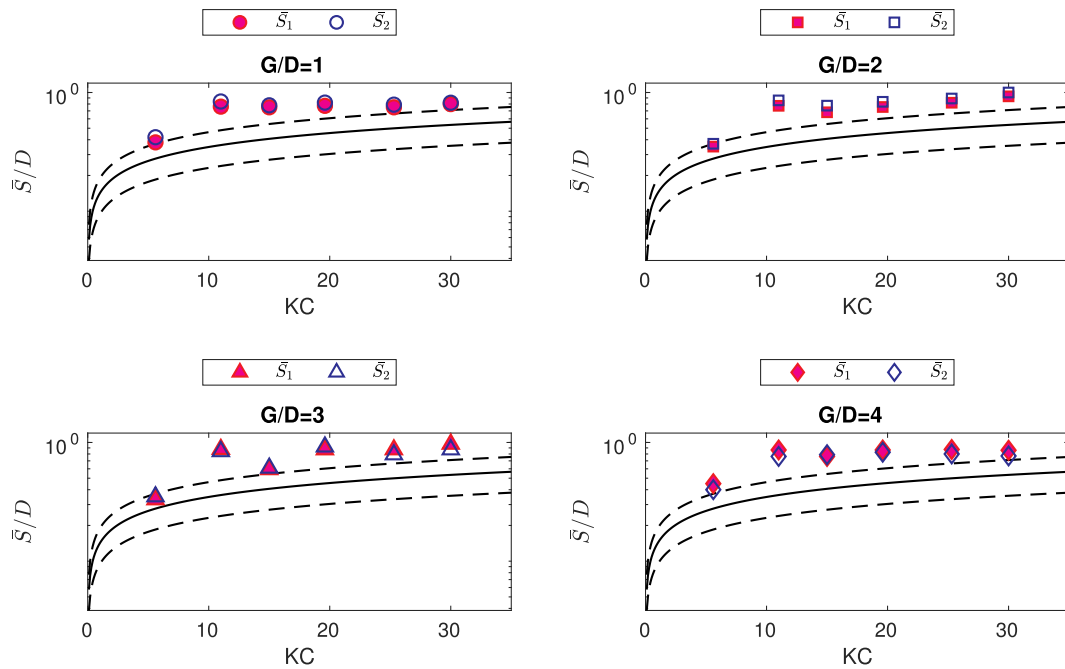 S̄₁ S̄₂
S̄₁ S̄₂
G/D=1
G/D=2
10⁰
S̄/D
0 10 20 30
KC
10⁰
S̄/D
0 10 20 30
KC
S̄₁ S̄₂
S̄₁ S̄₂
G/D=3
G/D=4
10⁰
S̄/D
0 10 20 30
KC
10⁰
S̄/D
0 10 20 30
KC